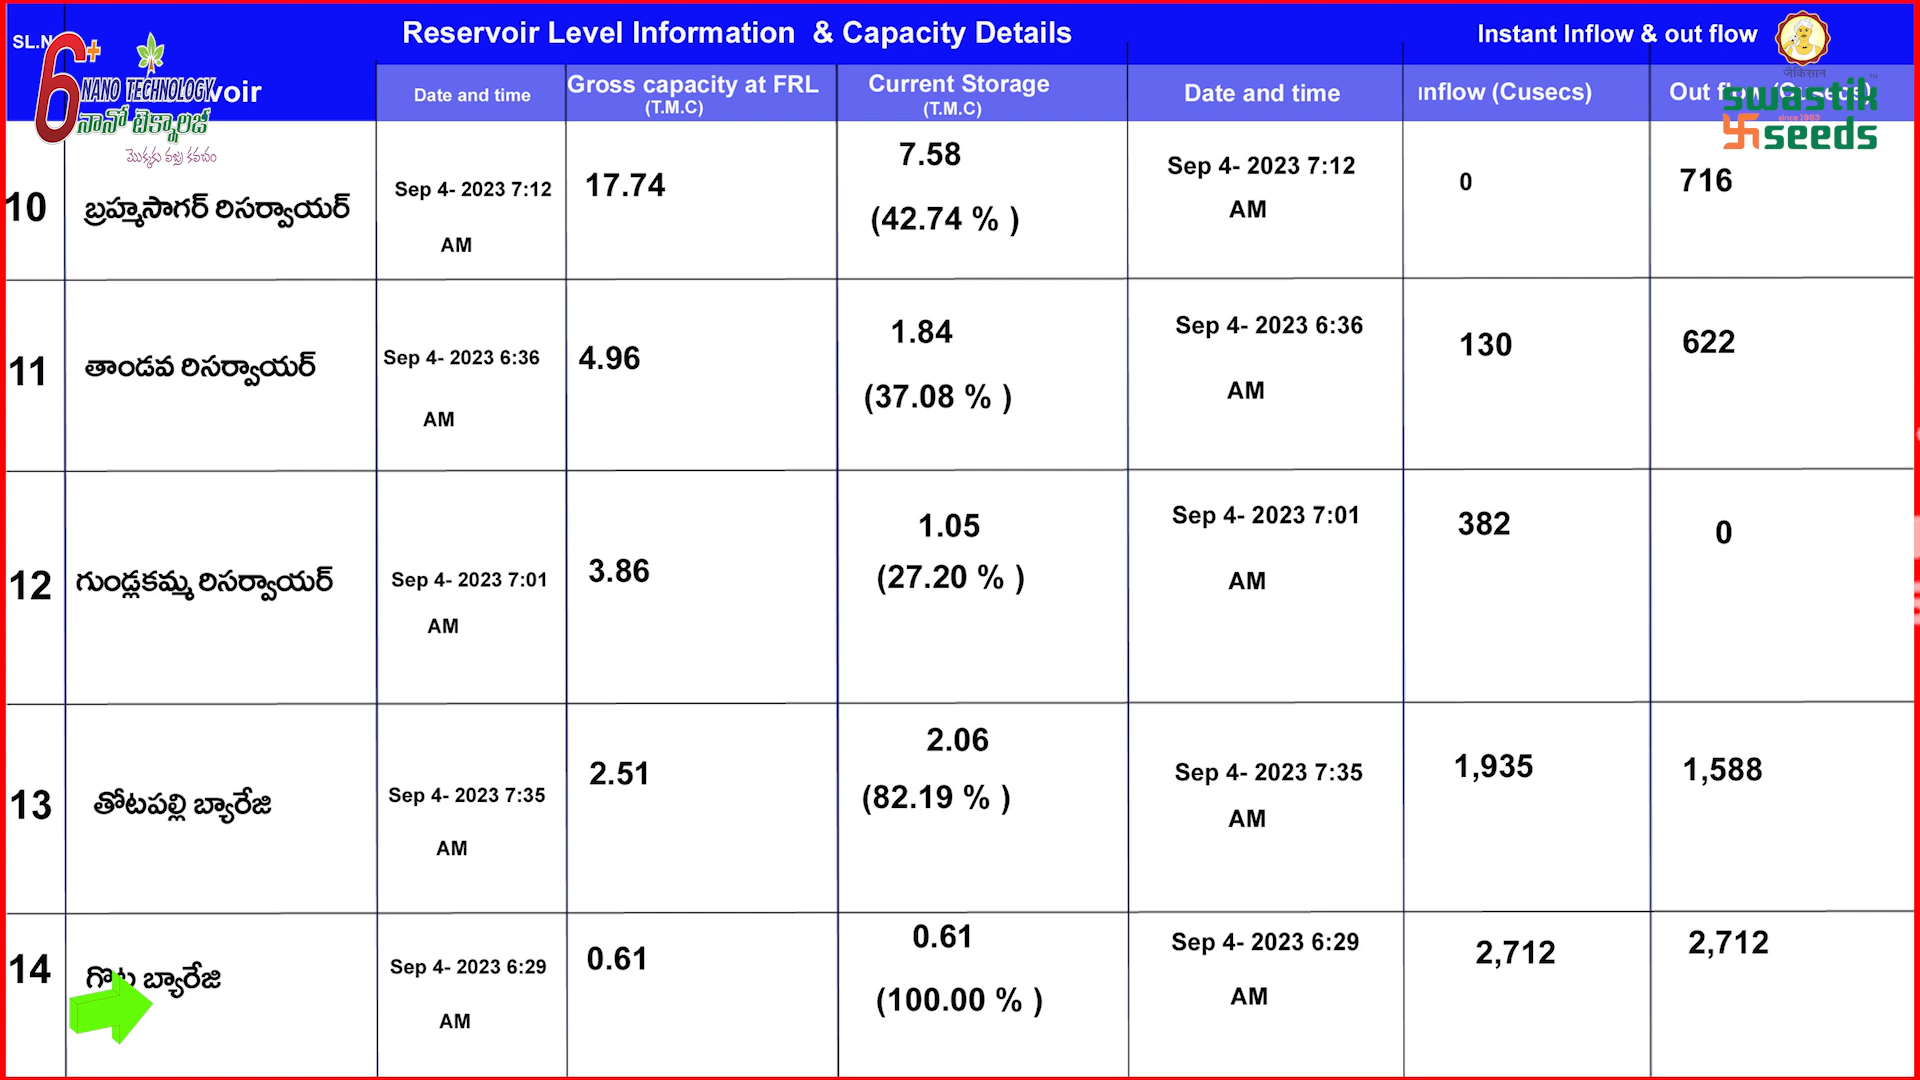 Reservoir Level Information & Capacity Details
Instant Inflow & out flow
SL.N
6+
NANO TECHNOLOGY
నానో టెక్నాలజీ
మొక్కకు వజ్ర కవచం
voir
Date and time
Gross capacity at FRL
(T.M.C)
Current Storage
(T.M.C)
Date and time
Inflow (Cusecs)
Out flow (Cusecs)
जैकिसान
swastik
TM
since 1983
seeds
10
బ్రహ్మసాగర్ రిసర్వాయర్
Sep 4- 2023 7:12
AM
17.74
7.58
(42.74 % )
Sep 4- 2023 7:12
AM
0
716
11
తాండవ రిసర్వాయర్
Sep 4- 2023 6:36
AM
4.96
1.84
(37.08 % )
Sep 4- 2023 6:36
AM
130
622
12
గుండ్లకమ్మ రిసర్వాయర్
Sep 4- 2023 7:01
AM
3.86
1.05
(27.20 % )
Sep 4- 2023 7:01
AM
382
0
13
తోటపల్లి బ్యారేజి
Sep 4- 2023 7:35
AM
2.51
2.06
(82.19 % )
Sep 4- 2023 7:35
AM
1,935
1,588
14
గొట్ట బ్యారేజి
Sep 4- 2023 6:29
AM
0.61
0.61
(100.00 % )
Sep 4- 2023 6:29
AM
2,712
2,712